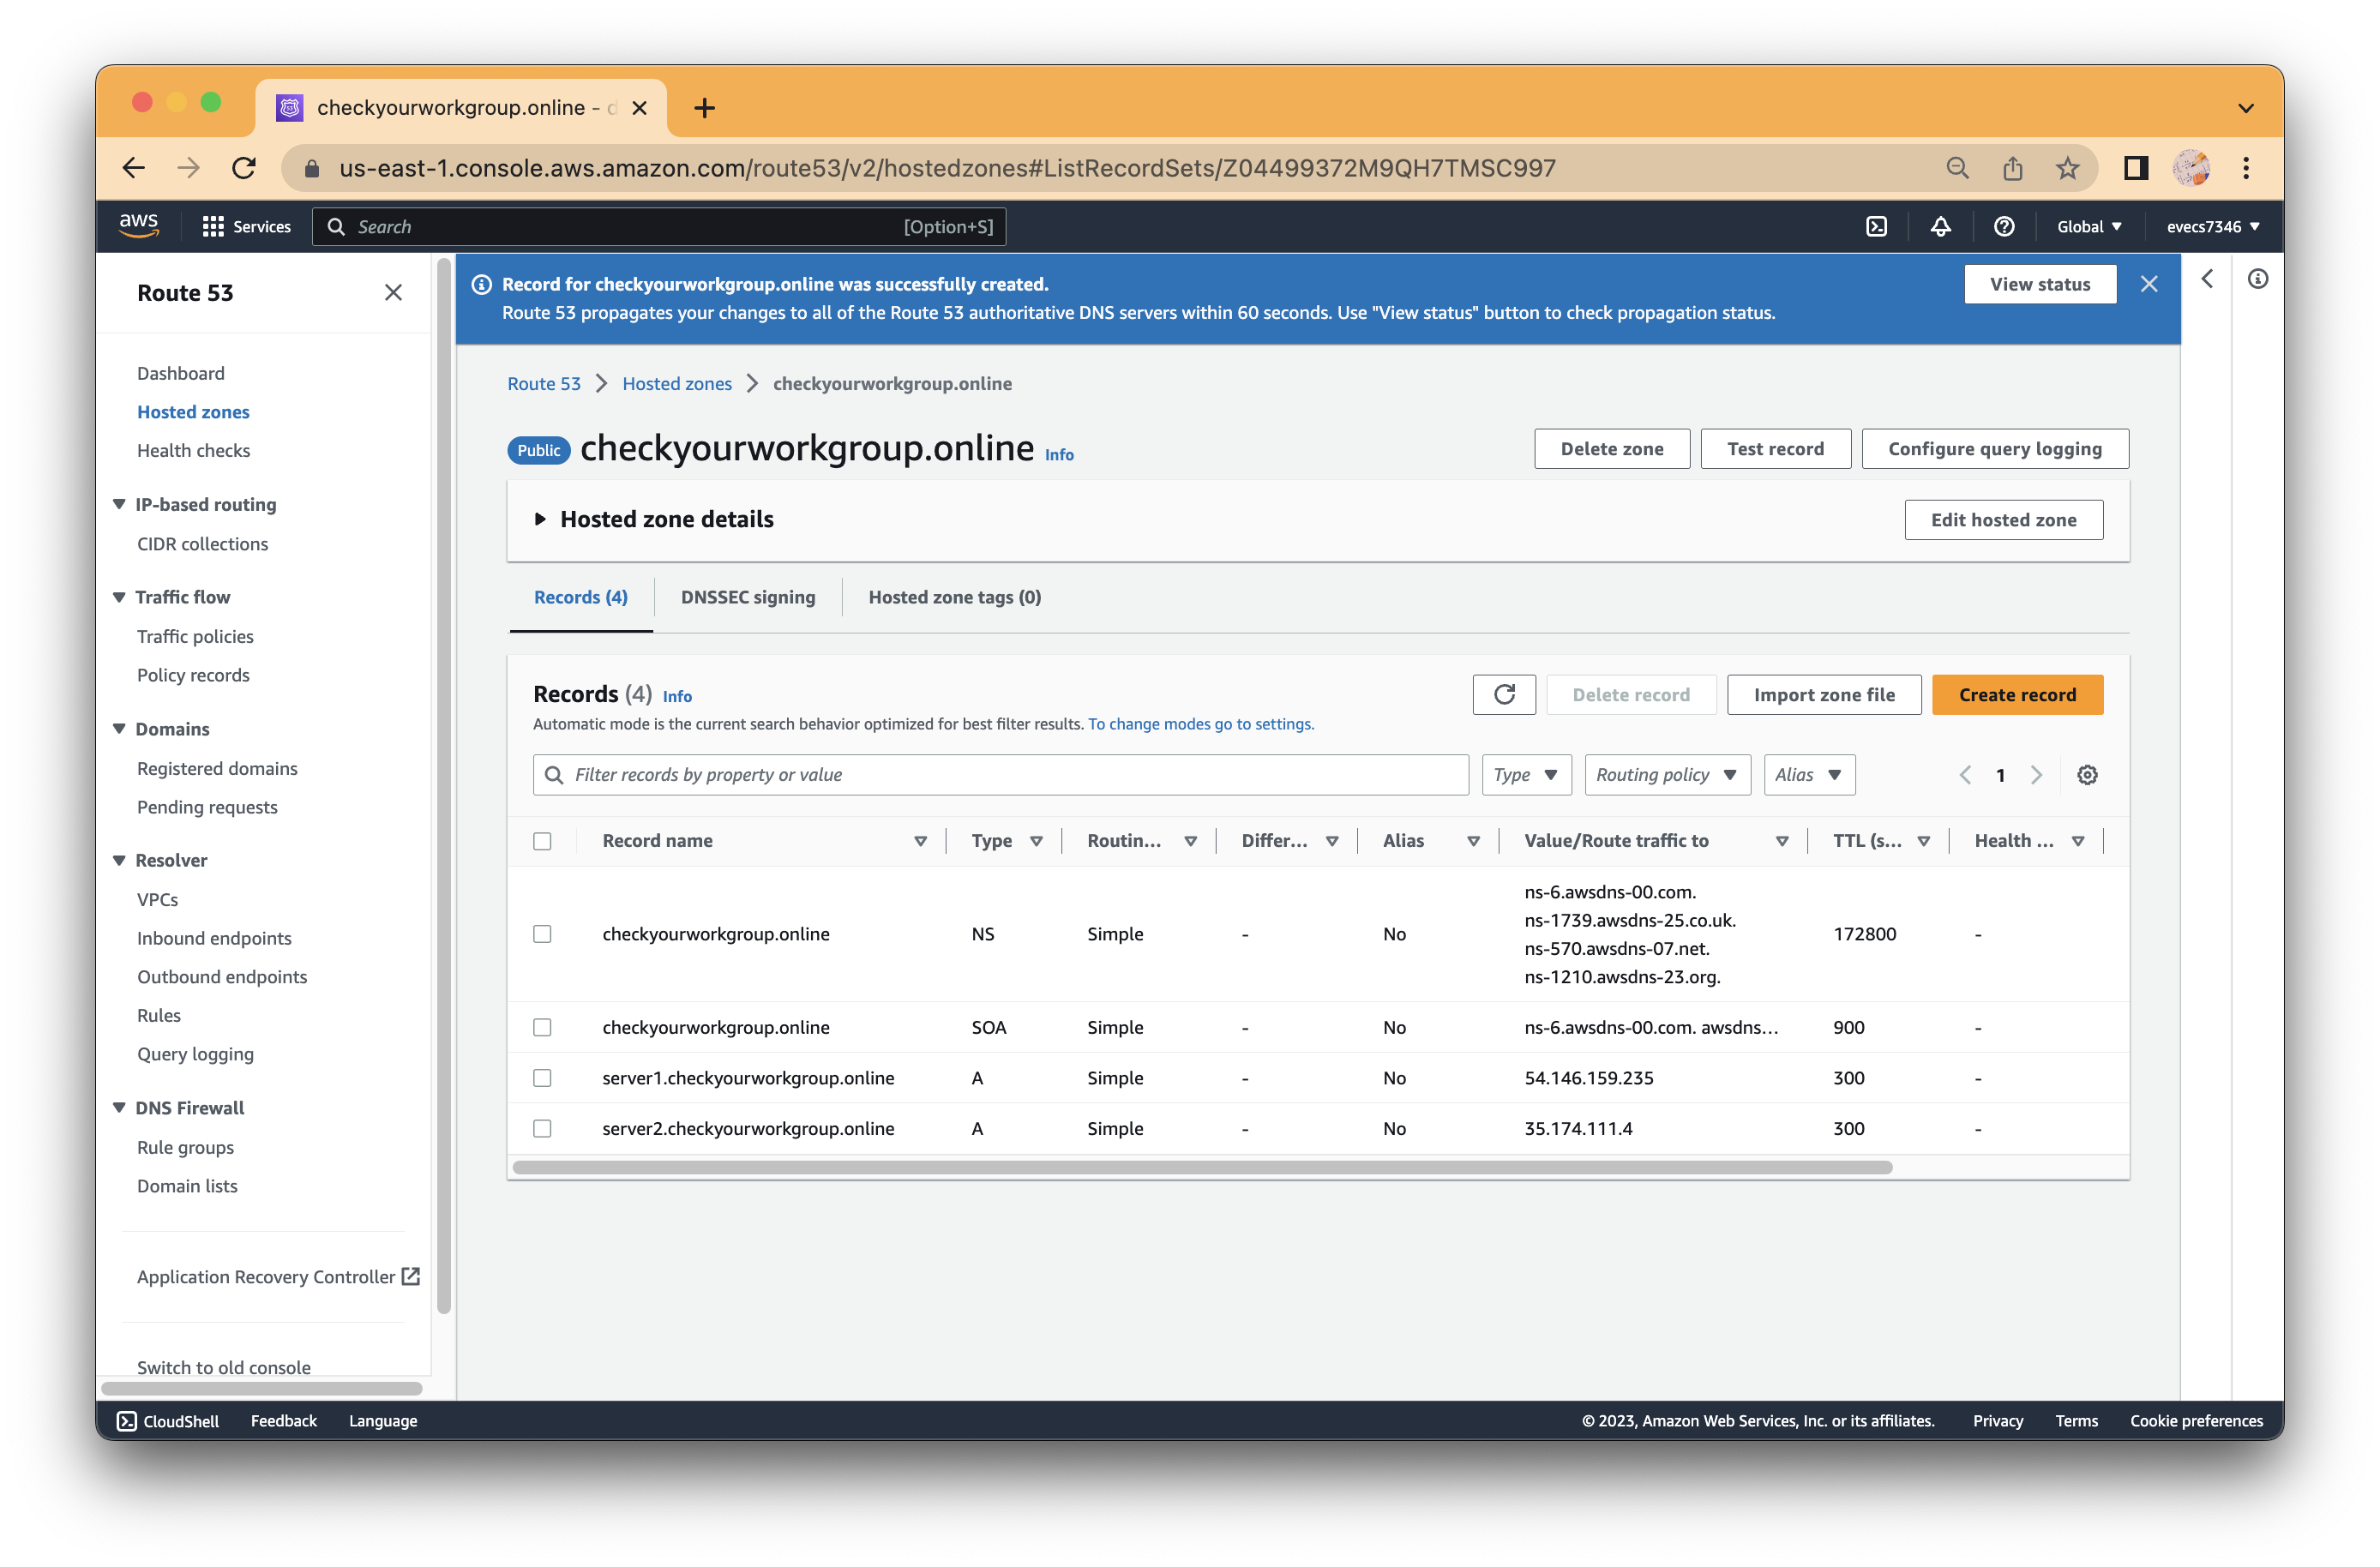 checkyourworkgroup.online - d
us-east-1.console.aws.amazon.com/route53/v2/hostedzones#ListRecordSets/Z04499372M9QH7TMSC997
aws
Services
Search
[Option+S]
Global
evecs7346
Route 53
Dashboard
Hosted zones
Health checks
IP-based routing
CIDR collections
Traffic flow
Traffic policies
Policy records
Domains
Registered domains
Pending requests
Resolver
VPCs
Inbound endpoints
Outbound endpoints
Rules
Query logging
DNS Firewall
Rule groups
Domain lists
Application Recovery Controller
Switch to old console
Record for checkyourworkgroup.online was successfully created.
Route 53 propagates your changes to all of the Route 53 authoritative DNS servers within 60 seconds. Use "View status" button to check propagation status.
View status
Route 53 > Hosted zones > checkyourworkgroup.online
Public checkyourworkgroup.online Info
Delete zone
Test record
Configure query logging
Hosted zone details
Edit hosted zone
Records (4)
DNSSEC signing
Hosted zone tags (0)
Records (4) Info
Automatic mode is the current search behavior optimized for best filter results. To change modes go to settings.
Delete record
Import zone file
Create record
Filter records by property or value
Type
Routing policy
Alias
1
Record name Type Routin... Differ... Alias Value/Route traffic to TTL (s... Health ...
checkyourworkgroup.online NS Simple - No ns-6.awsdns-00.com.
ns-1739.awsdns-25.co.uk.
ns-570.awsdns-07.net.
ns-1210.awsdns-23.org.
172800 -
checkyourworkgroup.online SOA Simple - No ns-6.awsdns-00.com. awsdns... 900 -
server1.checkyourworkgroup.online A Simple - No 54.146.159.235 300 -
server2.checkyourworkgroup.online A Simple - No 35.174.111.4 300 -
CloudShell
Feedback
Language
© 2023, Amazon Web Services, Inc. or its affiliates.
Privacy
Terms
Cookie preferences